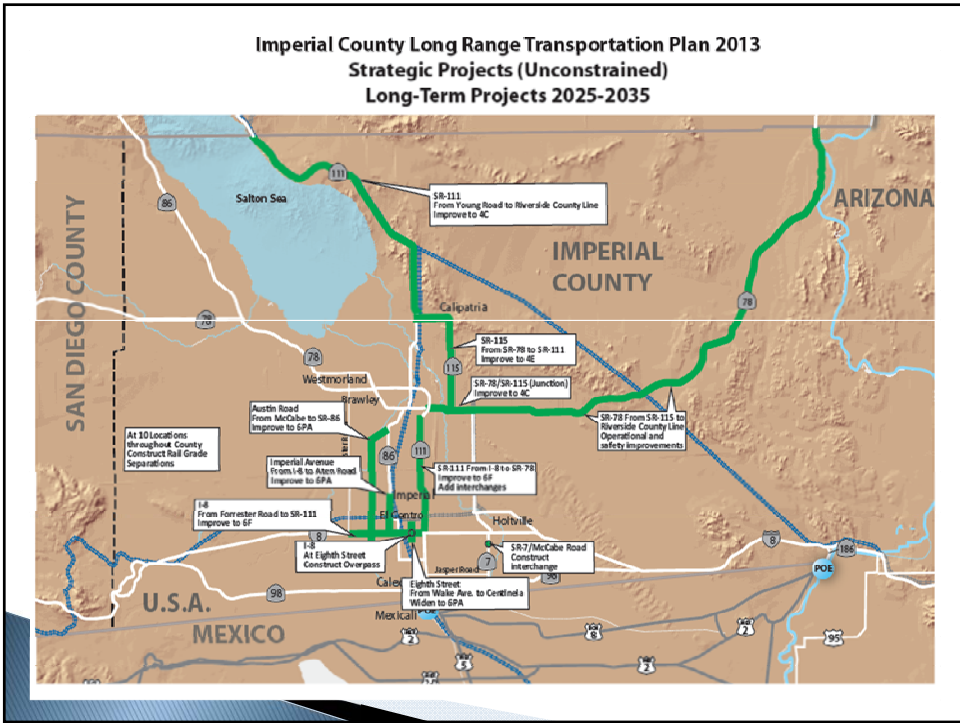 Imperial County Long Range Transportation Plan 2013
Strategic Projects (Unconstrained)
Long-Term Projects 2025-2035
SAN DIEGO COUNTY
86
Salton Sea
111
SR-111
From Young Road to Riverside County Line
Improve to 4C
ARIZONA
IMPERIAL
COUNTY
78
Calipatria
78
SR-115
From SR-78 to SR-111
Improve to 4E
78
115
Westmorland
SR-78/SR-115 (Junction)
Improve to 4C
Brawley
Austin Road
From McCabe to SR-86
Improve to 6PA
SR-78 From SR-115 to
Riverside County Line
Operational and
safety improvements
At 10 Locations
throughout County
Construct Rail Grade
Separations
86
111
Imperial Avenue
From I-8 to Aten Road
Improve to 6PA
SR-111 From I-8 to SR-78
Improve to 6F
Add interchanges
Imperial
I-8
From Forrester Road to SR-111
Improve to 6F
El Centro
Holtville
8
8
186
I-8
At Eighth Street
Construct Overpass
SR-7/McCabe Road
Construct
Interchange
7
Jasper Road
98
POE
Eighth Street
From Wake Ave. to Centinela
Widen to 6PA
98
U.S.A.
MEXICO
Mexicali
2
8
2
95
5
2